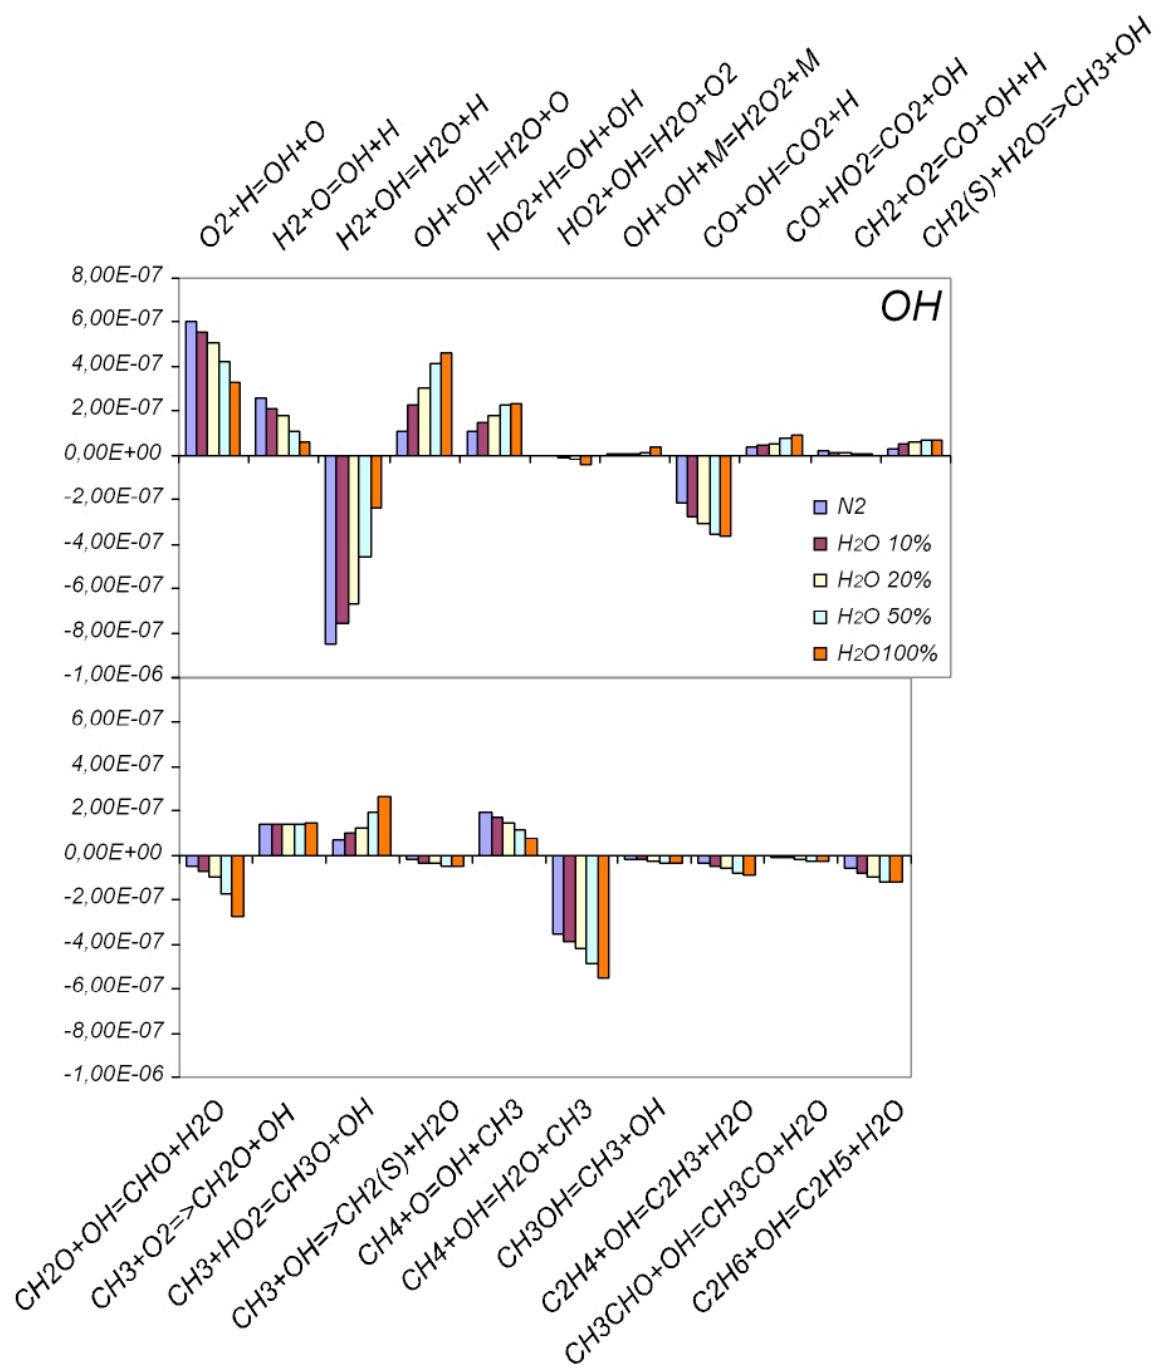 O2+H=OH+O
H2+O=OH+H
H2+OH=H2O+H
OH+OH=H2O+O
HO2+H=OH+OH
HO2+OH=H2O+O2
OH+OH+M=H2O2+M
CO+OH=CO2+H
CO+HO2=CO2+OH
CH2+O2=CO+OH+H
CH2(S)+H2O=>CH3+OH
8,00E-07
6,00E-07
4,00E-07
2,00E-07
0,00E+00
-2,00E-07
-4,00E-07
-6,00E-07
-8,00E-07
-1,00E-06
OH
N2
H2O 10%
H2O 20%
H2O 50%
H2O100%
6,00E-07
4,00E-07
2,00E-07
0,00E+00
-2,00E-07
-4,00E-07
-6,00E-07
-8,00E-07
-1,00E-06
CH2O+OH=CHO+H2O
CH3+O2=>CH2O+OH
CH3+HO2=CH3O+OH
CH3+OH=>CH2(S)+H2O
CH4+O=OH+CH3
CH4+OH=H2O+CH3
CH3OH=CH3+OH
C2H4+OH=C2H3+H2O
CH3CHO+OH=CH3CO+H2O
C2H6+OH=C2H5+H2O